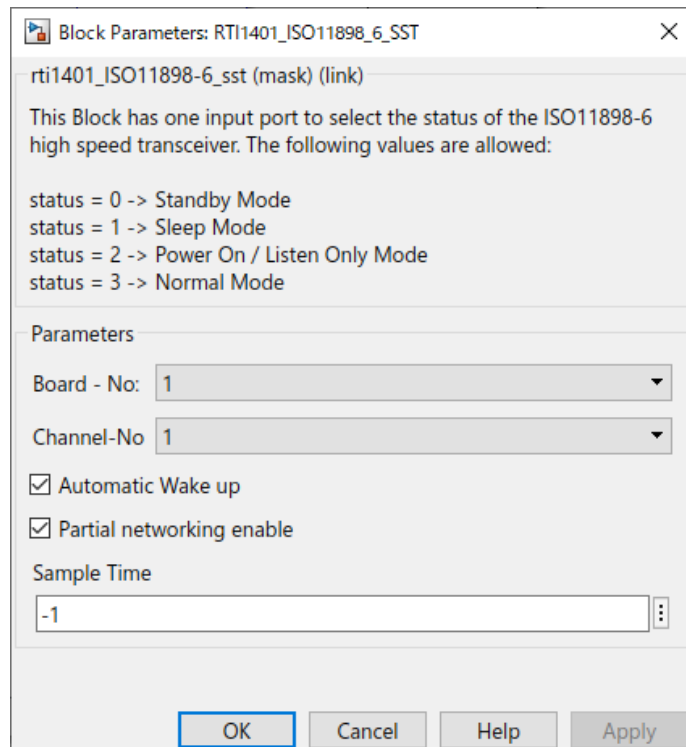 Block Parameters: RTI1401_ISO11898_6_SST
rti1401_ISO11898-6_sst (mask) (link)
This Block has one input port to select the status of the ISO11898-6
high speed transceiver. The following values are allowed:
status = 0 -> Standby Mode
status = 1 -> Sleep Mode
status = 2 -> Power On / Listen Only Mode
status = 3 -> Normal Mode
Parameters
Board - No: 1
Channel-No 1
Automatic Wake up
Partial networking enable
Sample Time
-1
OK Cancel Help Apply